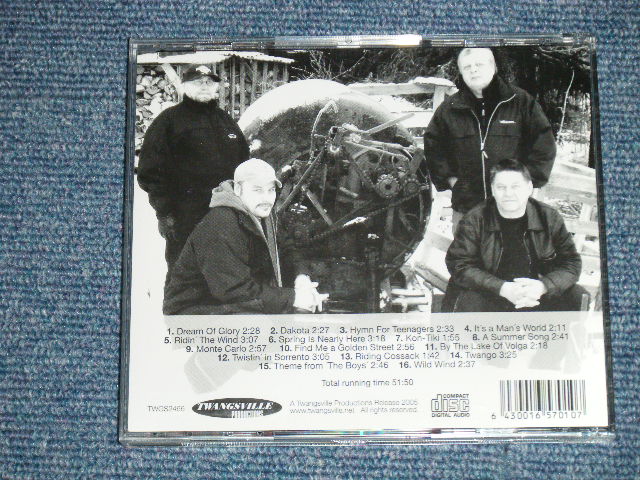 1. Dream Of Glory 2:28 2. Dakota 2:27 3. Hymn For Teenagers 2:33 4. It's a Man's World 2:11
5. Ridin' The Wind 3:07 6. Spring Is Nearly Here 3:18 7. Kon-Tiki 1:55 8. A Summer Song 2:41
9. Monte Carlo 2:57 10. Find Me a Golden Street 2:56 11. By The Lake Of Volga 2:18
12. Twistin' in Sorrento 3:05 13. Riding Cossack 1:42 14. Twango 3:25
15. Theme from 'The Boys' 2:46 16. Wild Wind 2:37
Total running time 51:50
TWGS2466
TWANGSVILLE
PRODUCTIONS
A Twangsville Productions Release 2005
www.twangsville.net All rights reserved.
COMPACT
disc
DIGITAL AUDIO
6 430016 570107